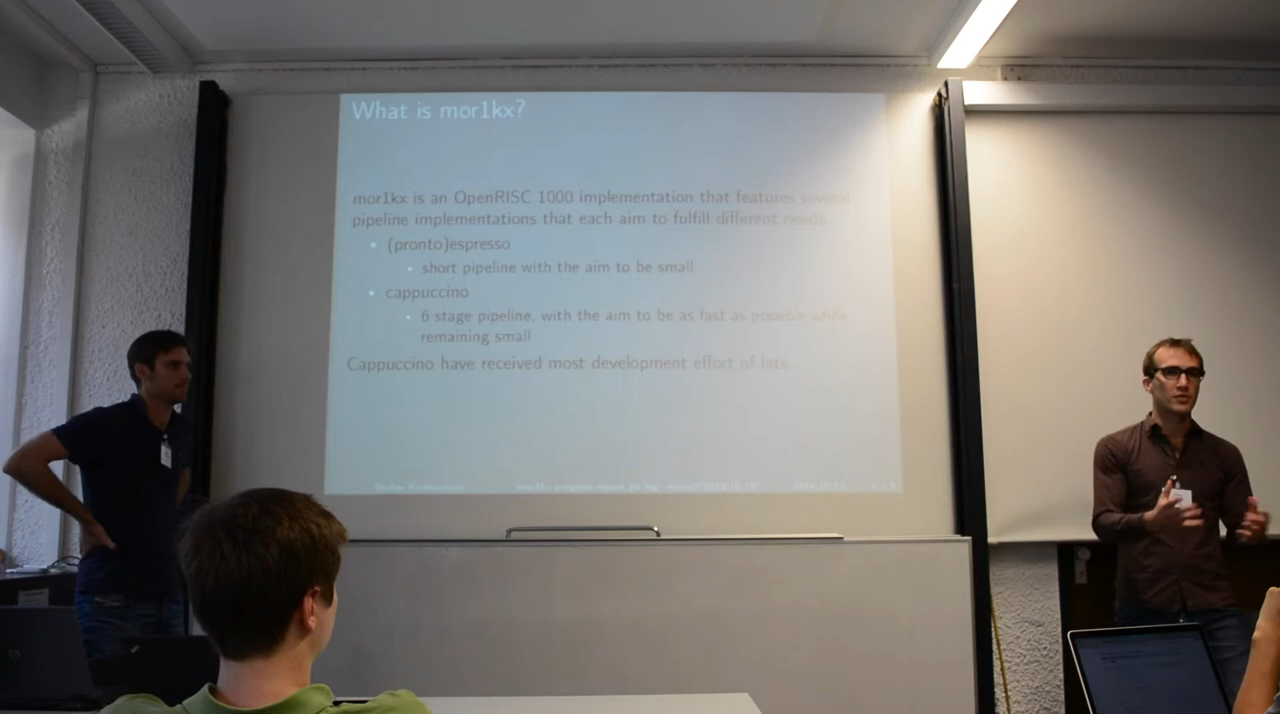 What is mor1kx?
mor1kx is an OpenRISC 1000 implementation that features several
pipeline implementations that each aim to fulfill different needs
(pronto)espresso
short pipeline with the aim to be small
cappuccino
6 stage pipeline, with the aim to be as fast as possible while
remaining small
Cappuccino have received most development effort of late.